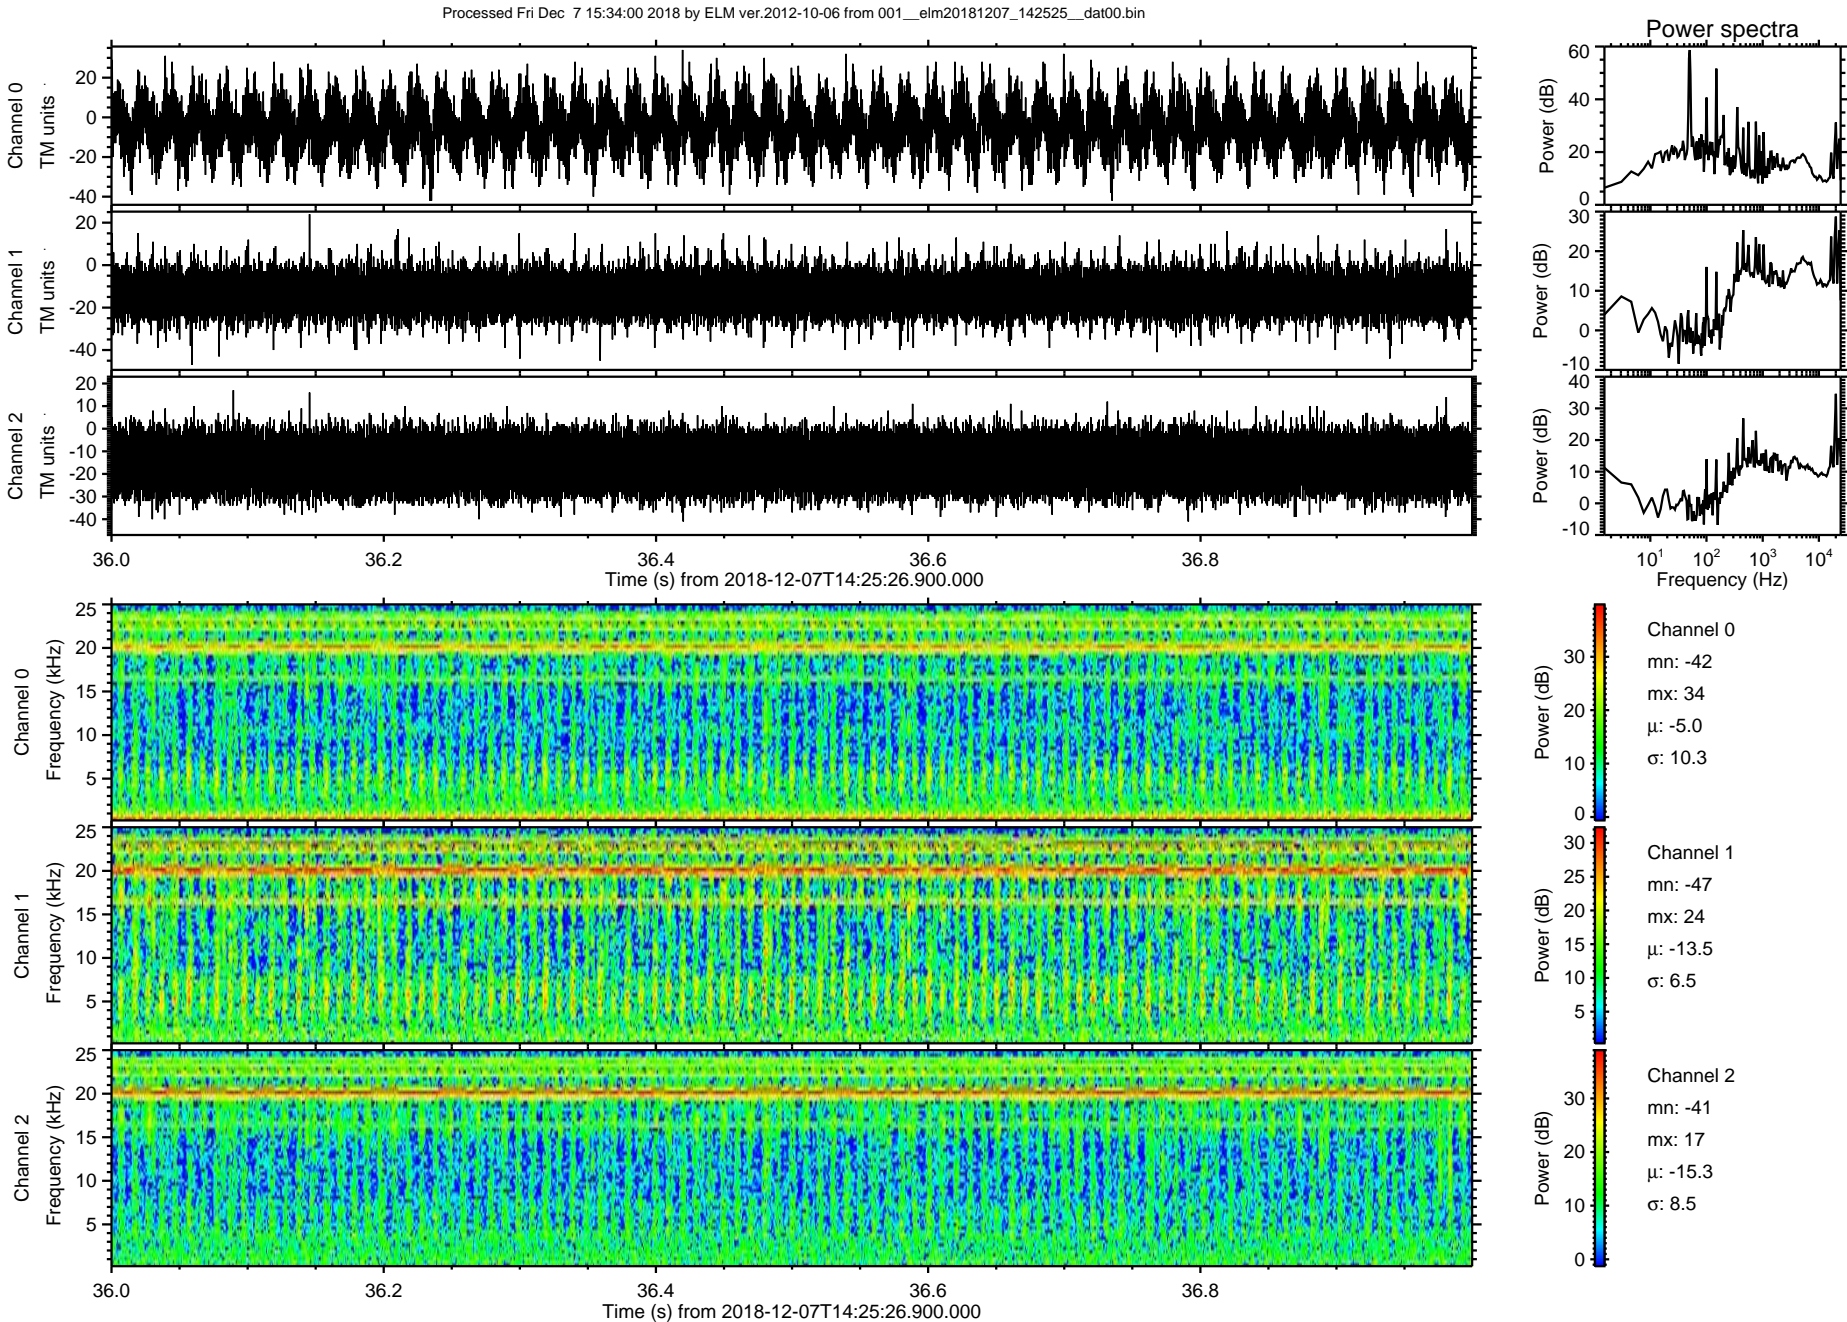 Processed Fri Dec 7 15:34:00 2018 by ELM ver.2012-10-06 from 001__elm20181207_142525__dat00.bin
Power spectra
Channel 0
TM units
20
0
-20
-40
Power (dB)
60
40
20
0
Channel 1
TM units
20
0
-20
-40
Power (dB)
30
20
10
0
-10
Channel 2
TM units
20
10
0
-10
-20
-30
-40
Power (dB)
40
30
20
10
0
-10
36.0 36.2 36.4 36.6 36.8
Time (s) from 2018-12-07T14:25:26.900.000
10¹ 10² 10³ 10⁴
Frequency (Hz)
Channel 0
Frequency (kHz)
25
20
15
10
5
Power (dB)
30
20
10
0
Channel 0
mn: -42
mx: 34
µ: -5.0
σ: 10.3
Channel 1
Frequency (kHz)
25
20
15
10
5
Power (dB)
30
25
20
15
10
5
Channel 1
mn: -47
mx: 24
µ: -13.5
σ: 6.5
Channel 2
Frequency (kHz)
25
20
15
10
5
Power (dB)
30
20
10
0
Channel 2
mn: -41
mx: 17
µ: -15.3
σ: 8.5
36.0 36.2 36.4 36.6 36.8
Time (s) from 2018-12-07T14:25:26.900.000